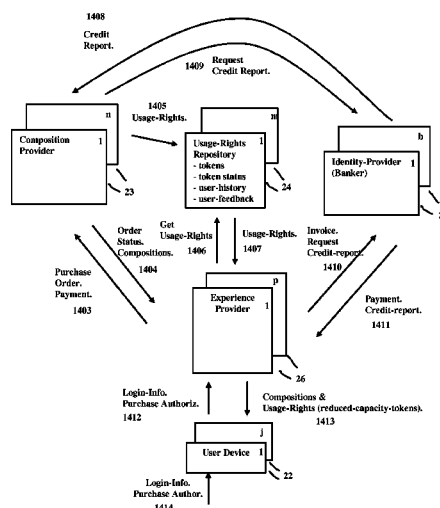 1408
Credit
Report.
1409
Request
Credit Report.
n
1
Composition
Provider
23
1405
Usage-Rights.
m
Usage-Rights 1
Repository
- tokens
- token status
- user-history
- user-feedback
24
b
Identity-Provider 1
(Banker)
Order
Status.
Compositions.
1404
Purchase
Order.
Payment.
1403
Get
Usage-Rights
1406
Usage-Rights.
1407
Invoice.
Request
Credit-report.
1410
Payment.
Credit-report.
1411
p
Experience
Provider
1
26
Login-Info.
Purchase Authoriz.
1412
Compositions &
Usage-Rights (reduced-capacity-tokens).
1413
j
1
User Device
22
Login-Info.
Purchase Author.
1414